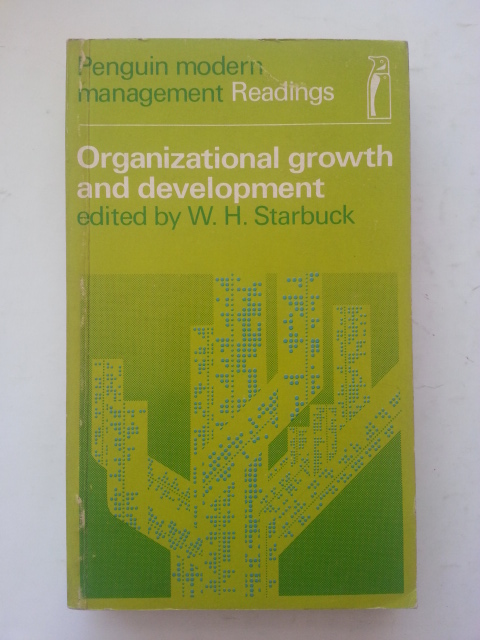 Penguin modern
management Readings
Organizational growth
and development
edited by W. H. Starbuck